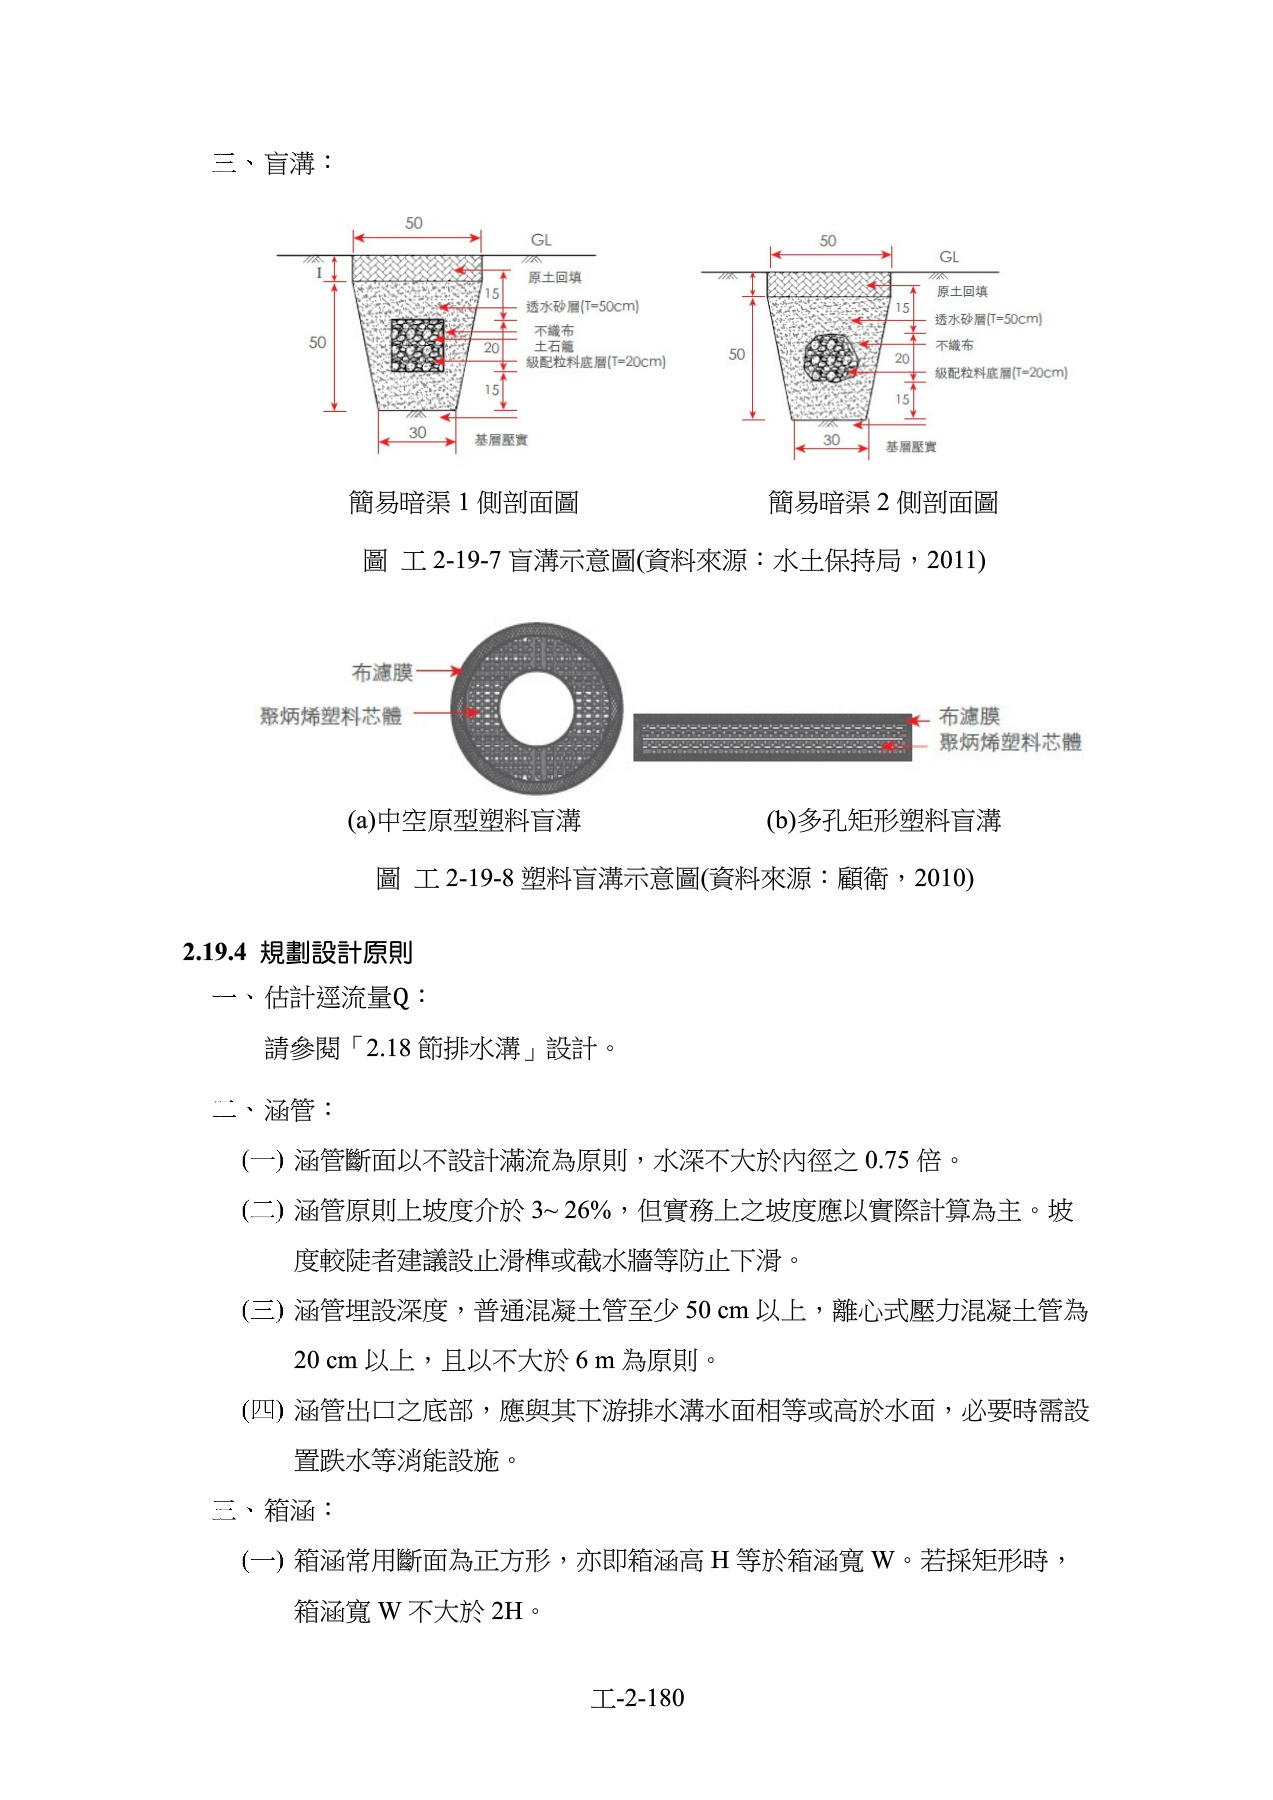 三、盲溝：
50
GL
I
原土回填
15
透水砂層(T=50cm)
不織布
50
土石籠
20
級配粒料底層(T=20cm)
15
30
基層壓實
50
GL
原土回填
15
透水砂層(T=50cm)
不織布
50
20
級配粒料底層(T=20cm)
15
30
基層壓實
簡易暗渠 1 側剖面圖
簡易暗渠 2 側剖面圖
圖 工 2-19-7 盲溝示意圖(資料來源：水土保持局，2011)
布濾膜
聚炳烯塑料芯體
布濾膜
聚炳烯塑料芯體
(a)中空原型塑料盲溝
(b)多孔矩形塑料盲溝
圖 工 2-19-8 塑料盲溝示意圖(資料來源：顧衛，2010)
2.19.4 規劃設計原則
一、估計逕流量Q：
請參閱「2.18 節排水溝」設計。
二、涵管：
(一) 涵管斷面以不設計滿流為原則，水深不大於內徑之 0.75 倍。
(二) 涵管原則上坡度介於 3~ 26%，但實務上之坡度應以實際計算為主。坡
度較陡者建議設止滑榫或截水牆等防止下滑。
(三) 涵管埋設深度，普通混凝土管至少 50 cm 以上，離心式壓力混凝土管為
20 cm 以上，且以不大於 6 m 為原則。
(四) 涵管出口之底部，應與其下游排水溝水面相等或高於水面，必要時需設
置跌水等消能設施。
三、箱涵：
(一) 箱涵常用斷面為正方形，亦即箱涵高 H 等於箱涵寬 W。若採矩形時，
箱涵寬 W 不大於 2H。
工-2-180